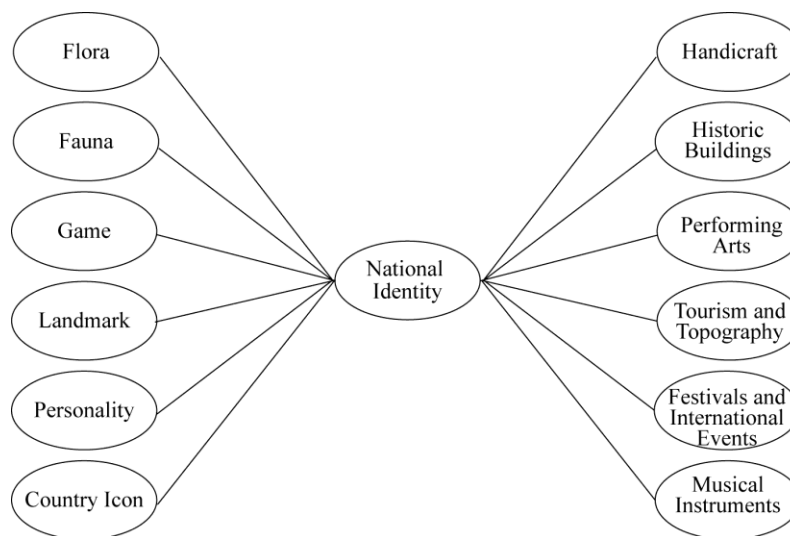 Flora
Fauna
Game
Landmark
Personality
Country Icon
National
Identity
Handicraft
Historic
Buildings
Performing
Arts
Tourism and
Topography
Festivals and
International
Events
Musical
Instruments